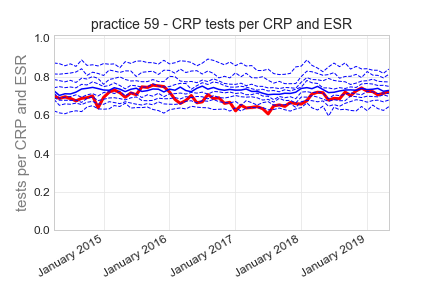 practice 59 - CRP tests per CRP and ESR
tests per CRP and ESR
1.0
0.8
0.6
0.4
0.2
0.0
January 2015
January 2016
January 2017
January 2018
January 2019